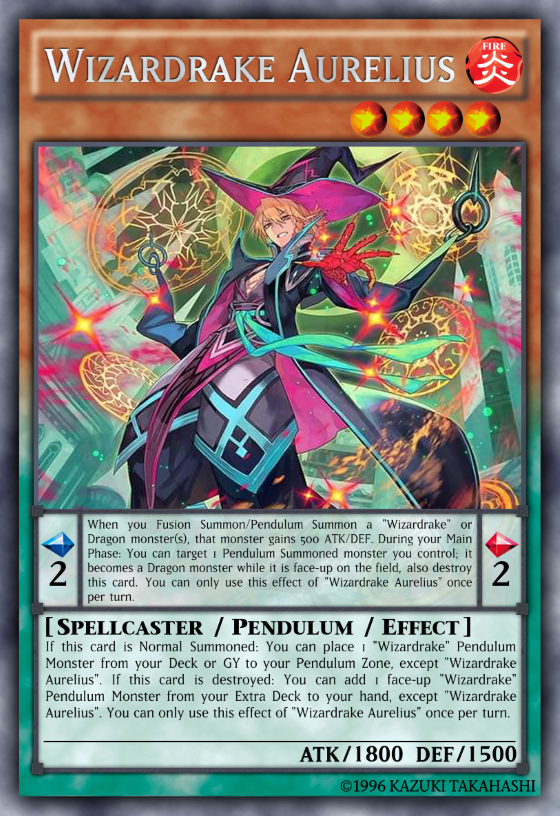 Wizardrake Aurelius
FIRE
炎
When you Fusion Summon/Pendulum Summon a "Wizardrake" or
Dragon monster(s), that monster gains 500 ATK/DEF. During your Main
Phase: You can target 1 Pendulum Summoned monster you control; it
becomes a Dragon monster while it is face-up on the field, also destroy
this card. You can only use this effect of "Wizardrake Aurelius" once
per turn.
2
2
[ Spellcaster / Pendulum / Effect ]
If this card is Normal Summoned: You can place 1 "Wizardrake" Pendulum
Monster from your Deck or GY to your Pendulum Zone, except "Wizardrake
Aurelius". If this card is destroyed: You can add 1 face-up "Wizardrake"
Pendulum Monster from your Extra Deck to your hand, except "Wizardrake
Aurelius". You can only use this effect of "Wizardrake Aurelius" once per turn.
ATK/1800 DEF/1500
©1996 KAZUKI TAKAHASHI